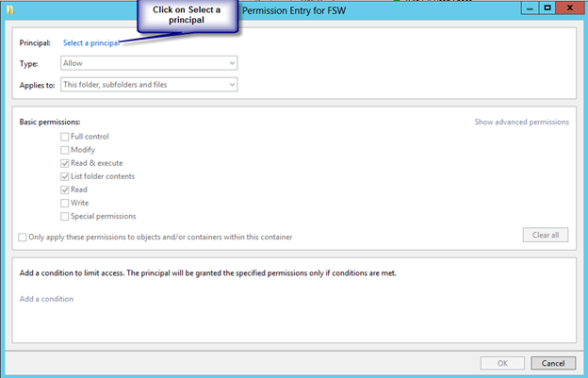 Click on Select a
principal
Permission Entry for FSW
Principal: Select a principal
Type: Allow
Applies to: This folder, subfolders and files
Basic permissions:
Show advanced permissions
Full control
Modify
Read & execute
List folder contents
Read
Write
Special permissions
Only apply these permissions to objects and/or containers within this container
Clear all
Add a condition to limit access. The principal will be granted the specified permissions only if conditions are met.
Add a condition
OK
Cancel